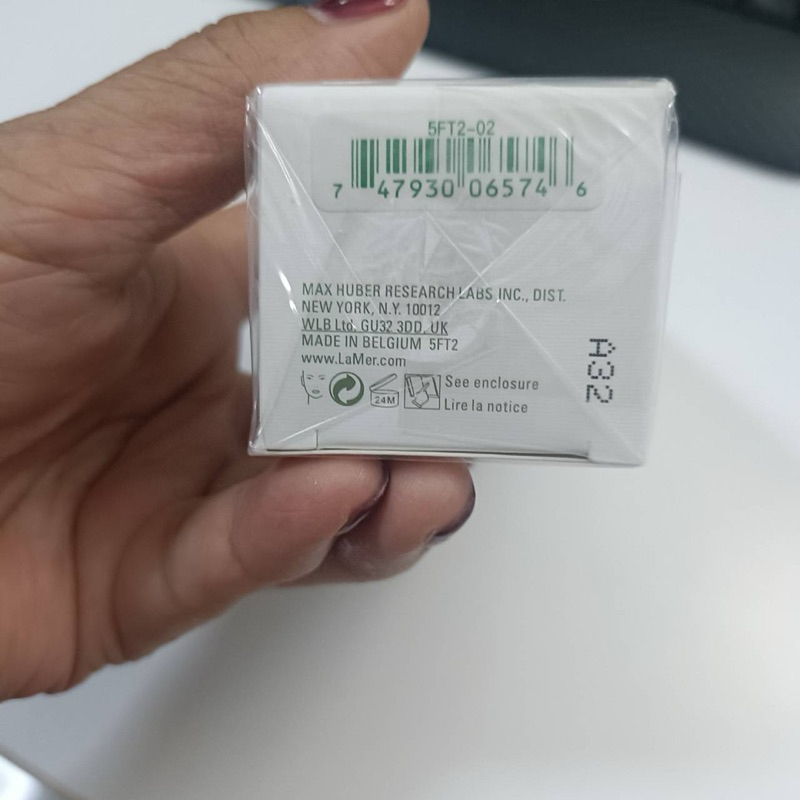 5FT2-02
7 47930 06574 6
MAX HUBER RESEARCH LABS INC., DIST.
NEW YORK, N.Y. 10012
WLB Ltd. GU32 3DD, UK
MADE IN BELGIUM 5FT2
www.LaMer.com
24M
See enclosure
Lire la notice
A32